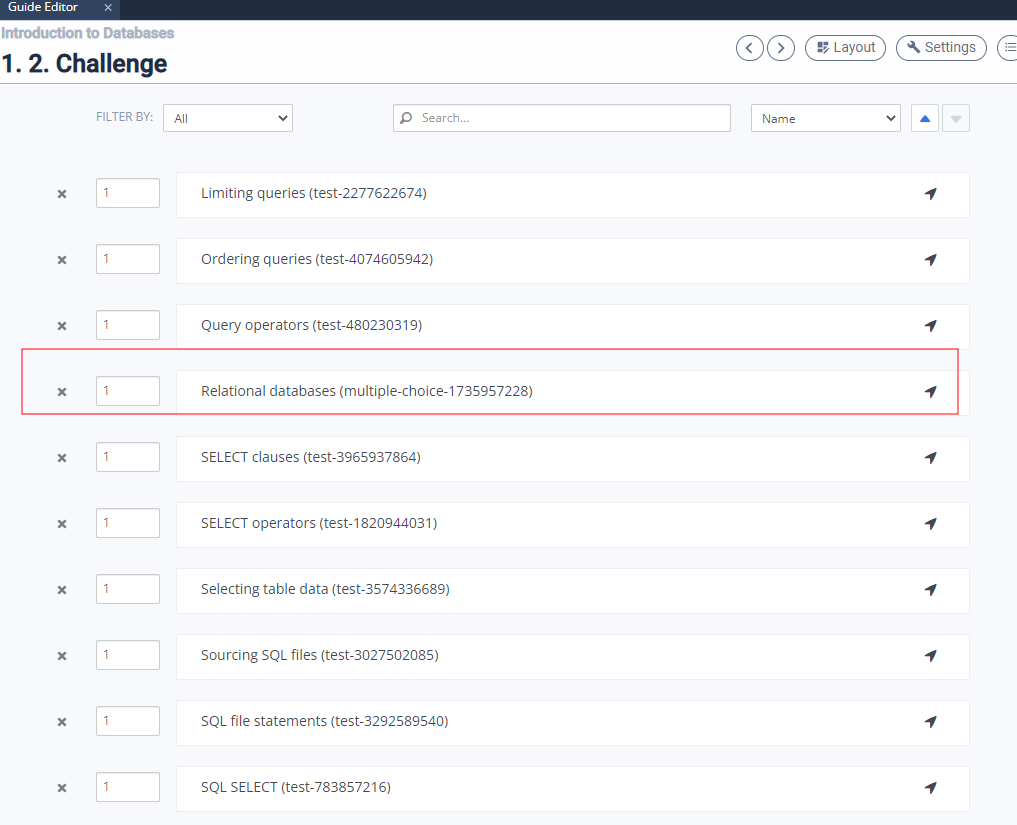 Guide Editor ×
Introduction to Databases
1. 2. Challenge
Layout
Settings
FILTER BY: All
Search...
Name
1 Limiting queries (test-2277622674)
1 Ordering queries (test-4074605942)
1 Query operators (test-480230319)
1 Relational databases (multiple-choice-1735957228)
1 SELECT clauses (test-3965937864)
1 SELECT operators (test-1820944031)
1 Selecting table data (test-3574336689)
1 Sourcing SQL files (test-3027502085)
1 SQL file statements (test-3292589540)
1 SQL SELECT (test-783857216)